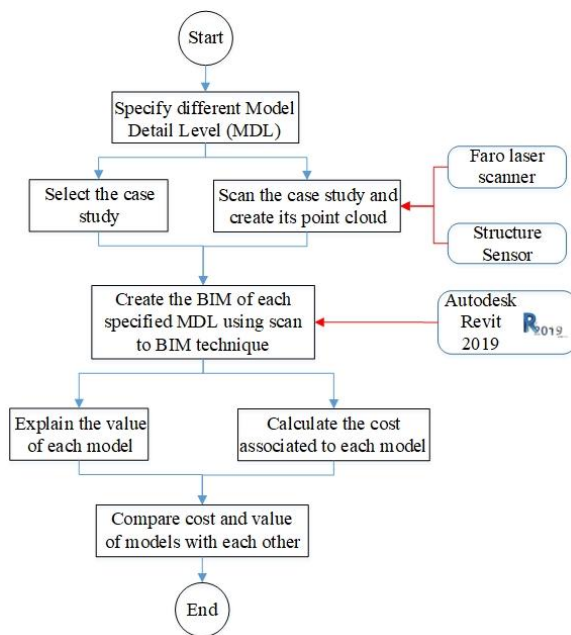 Start
Specify different Model
Detail Level (MDL)
Select the case
study
Scan the case study and
create its point cloud
Faro laser
scanner
Structure
Sensor
Create the BIM of each
specified MDL using scan
to BIM technique
Autodesk
Revit
2019
R2019
Explain the value
of each model
Calculate the cost
associated to each model
Compare cost and value
of models with each other
End